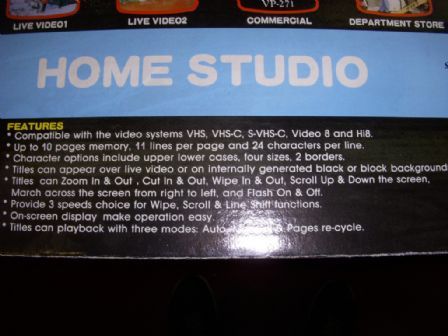 VP-271
LIVE VIDEO1
LIVE VIDEO2
COMMERCIAL
DEPARTMENT STORE
HOME STUDIO
S
FEATURES
* Compatible with the video systems VHS, VHS-C, S-VHS-C, Video 8 and Hi8.
* Up to 10 pages memory, 11 lines per page and 24 characters per line.
* Character options include upper lower cases, four sizes, 2 borders.
* Titles can appear over live video or on internally generated black or block background
* Titles can Zoom In & Out , Cut In & Out, Wipe In & Out, Scroll Up & Down the screen,
March across the screen from right to left, and Flash On & Off.
* Provide 3 speeds choice for Wipe, Scroll & Line Shift functions.
* On-screen display make operation easy.
* Titles can playback with three modes: Auto, & Pages re-cycle.